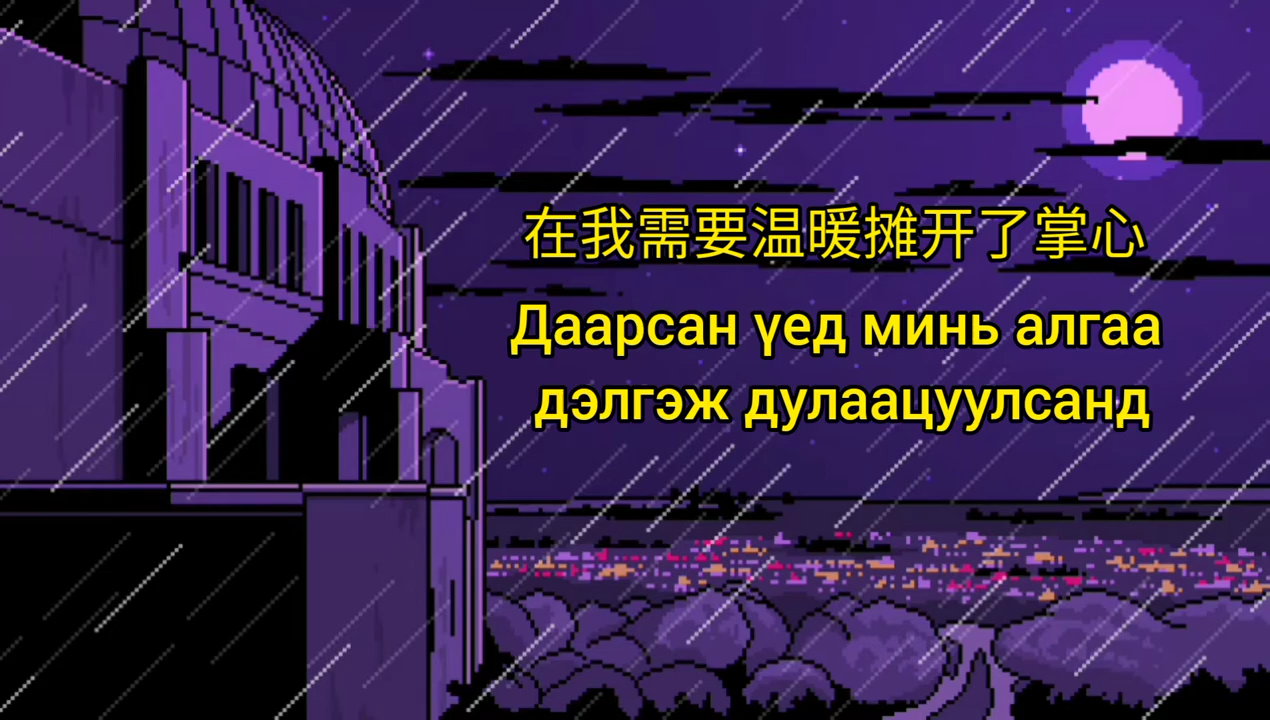 在我需要温暖摊开了掌心
Даарсан үед минь алгаа
дэлгэж дулаацуулсанд